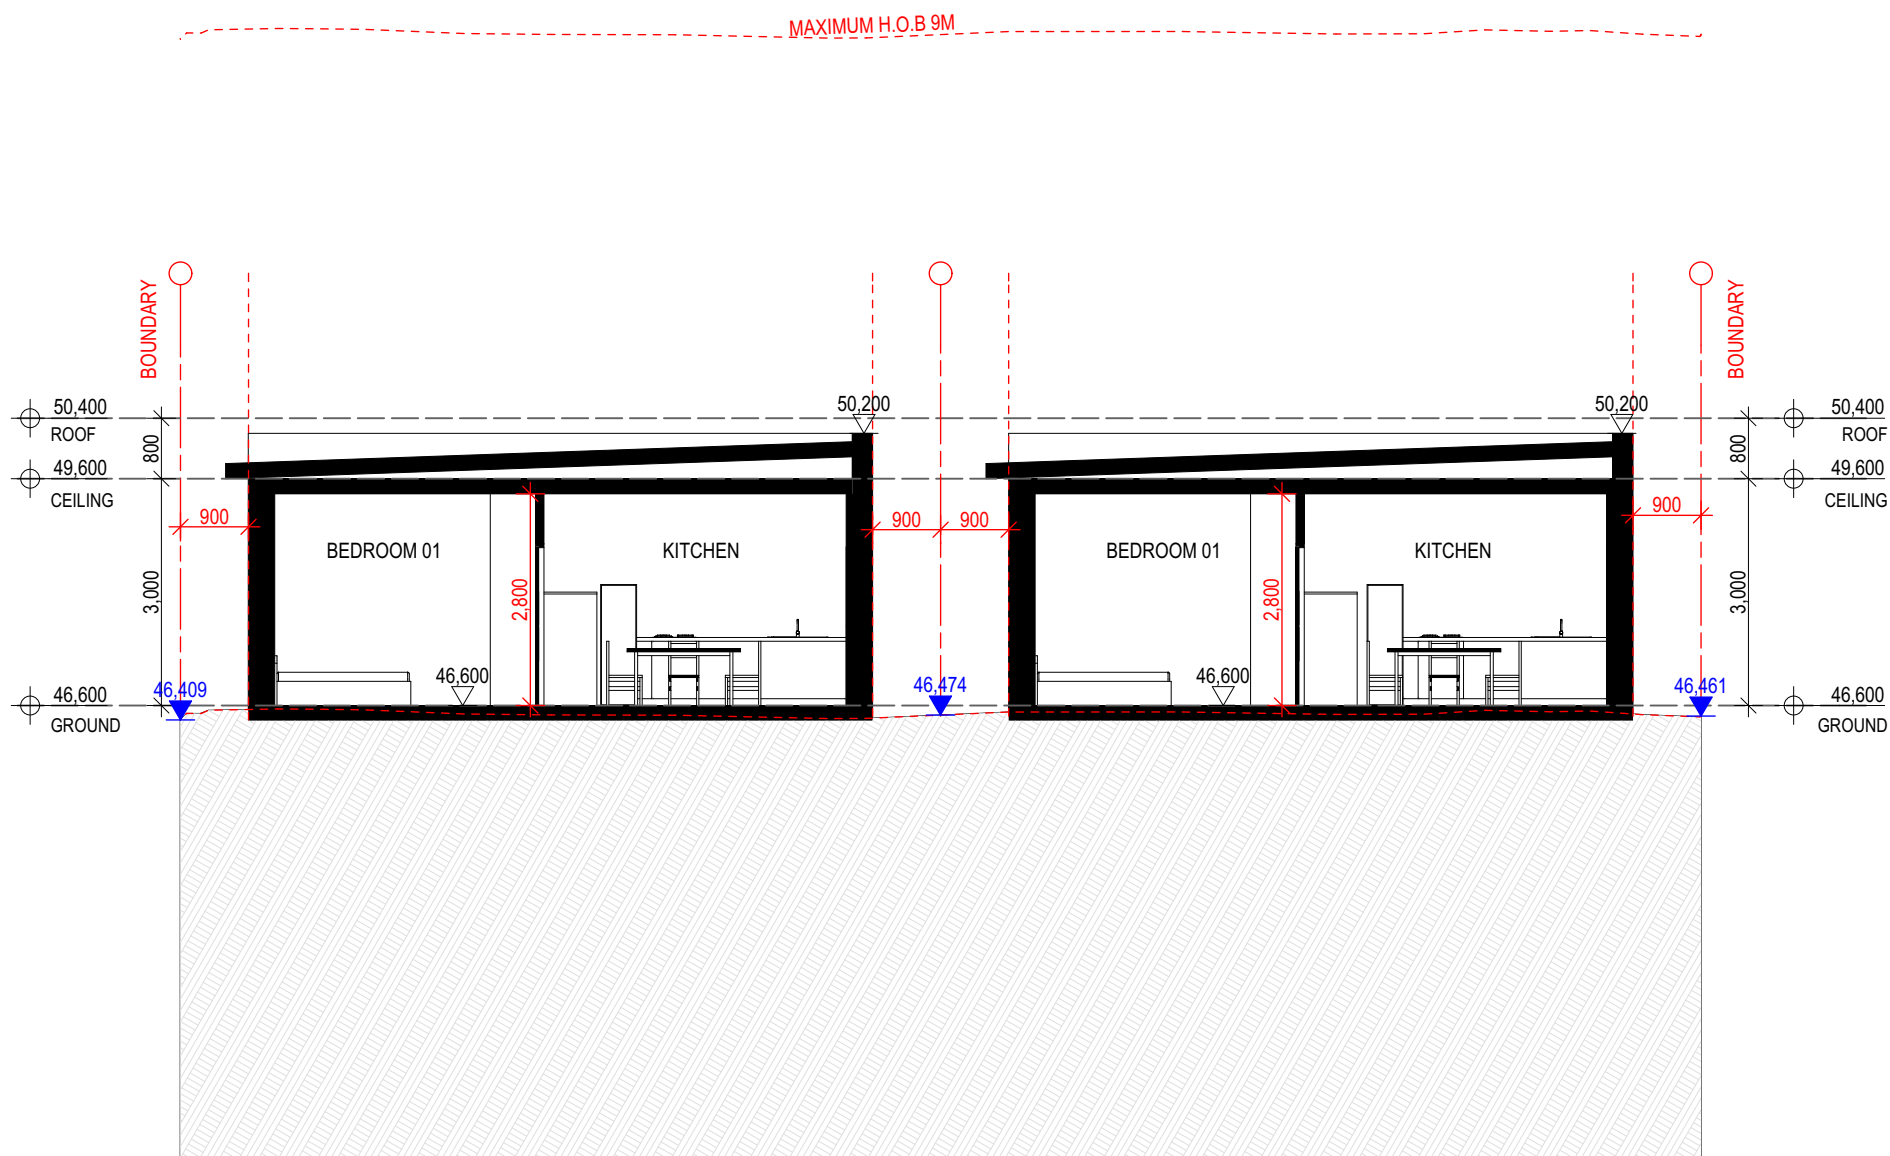 MAXIMUM H.O.B 9M
BOUNDARY
BOUNDARY
50,400
ROOF
50,200
50,200
50,400
ROOF
800
800
49,600
CEILING
49,600
CEILING
900
900
900
900
BEDROOM 01
KITCHEN
BEDROOM 01
KITCHEN
3,000
2,800
2,800
3,000
46,600
GROUND
46,409
46,600
46,474
46,600
46,461
46,600
GROUND